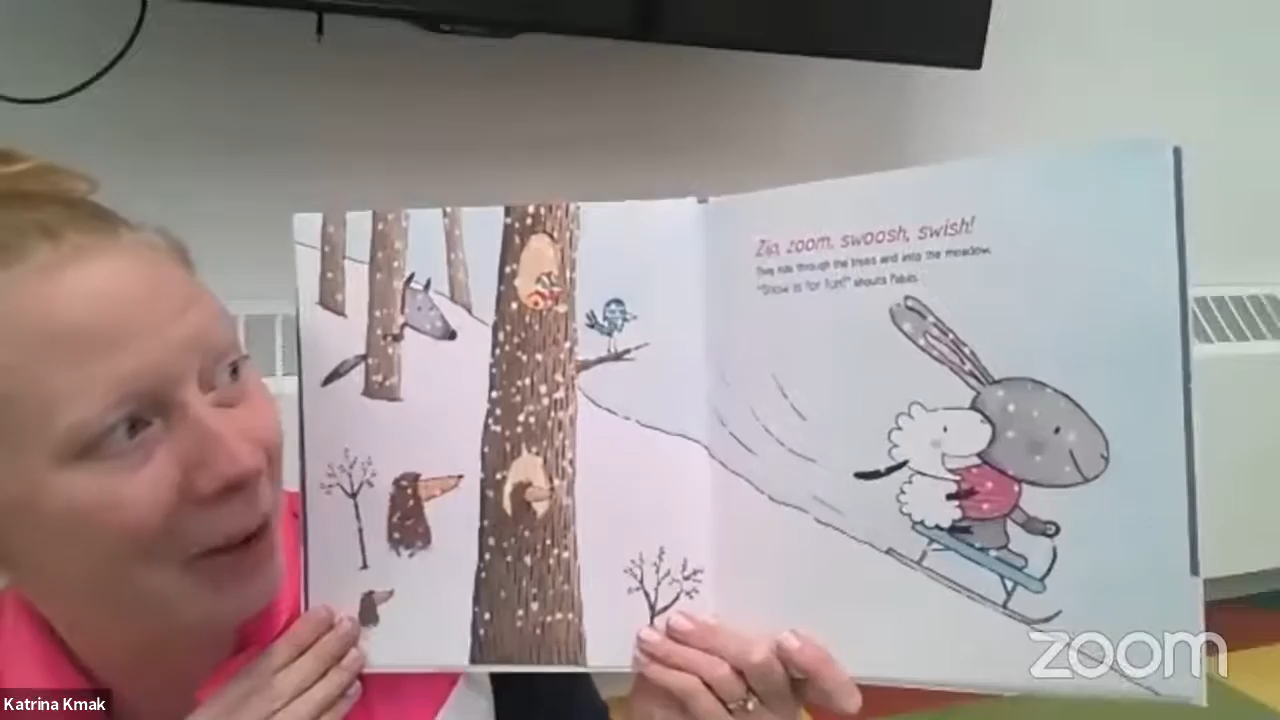 Zip, zoom, swoosh, swish!
They ride through the trees and into the meadow.
"Snow is for fun!" shouts Pablo.
zoom
Katrina Kmak